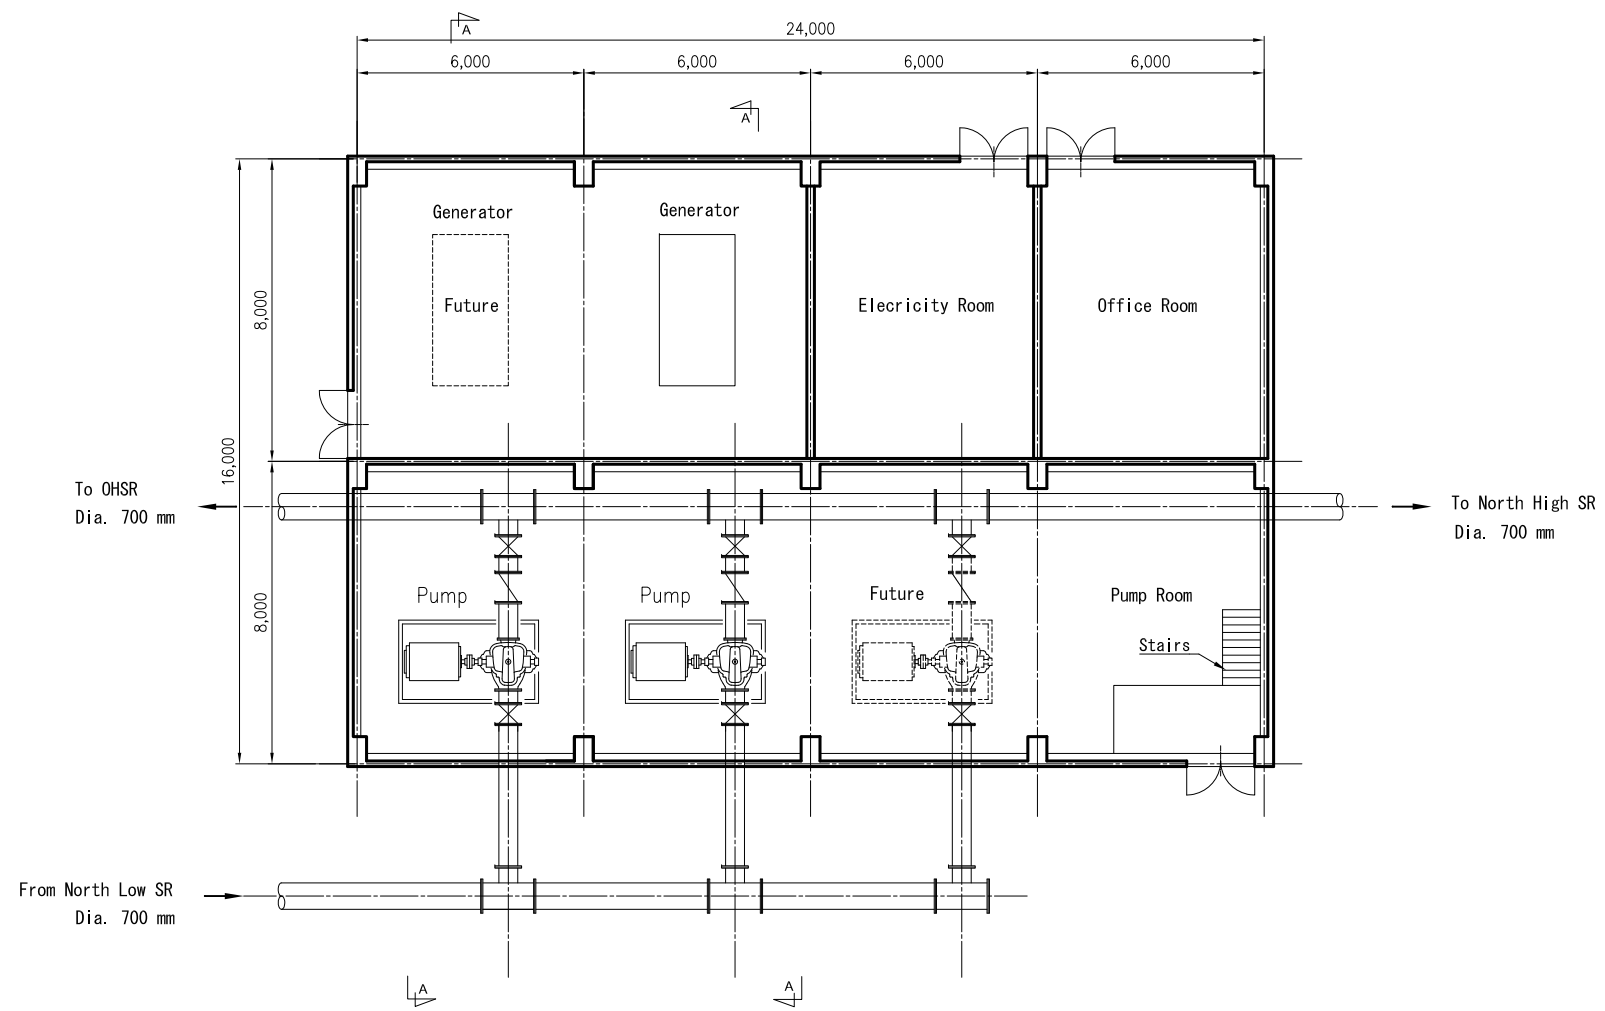 A
24,000
6,000
6,000
6,000
6,000
A
Generator
Generator
Future
Elecricity Room
Office Room
8,000
16,000
To OHSR
Dia. 700 mm
To North High SR
Dia. 700 mm
8,000
Pump
Pump
Future
Pump Room
Stairs
From North Low SR
Dia. 700 mm
A
A